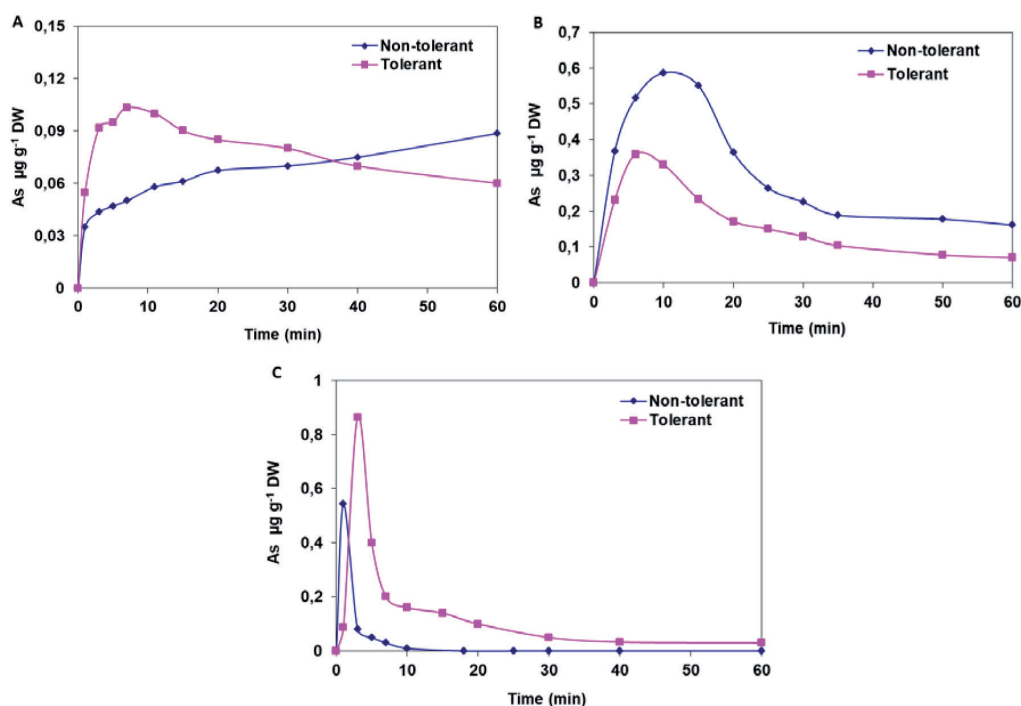 A
As µg g⁻¹ DW
0,15
0,12
0,09
0,06
0,03
0
0 10 20 30 40 50 60
Time (min)
Non-tolerant
Tolerant
B
As µg g⁻¹ DW
0,7
0,6
0,5
0,4
0,3
0,2
0,1
0
0 10 20 30 40 50 60
Time (min)
Non-tolerant
Tolerant
C
As µg g⁻¹ DW
1
0,8
0,6
0,4
0,2
0
0 10 20 30 40 50 60
Time (min)
Non-tolerant
Tolerant